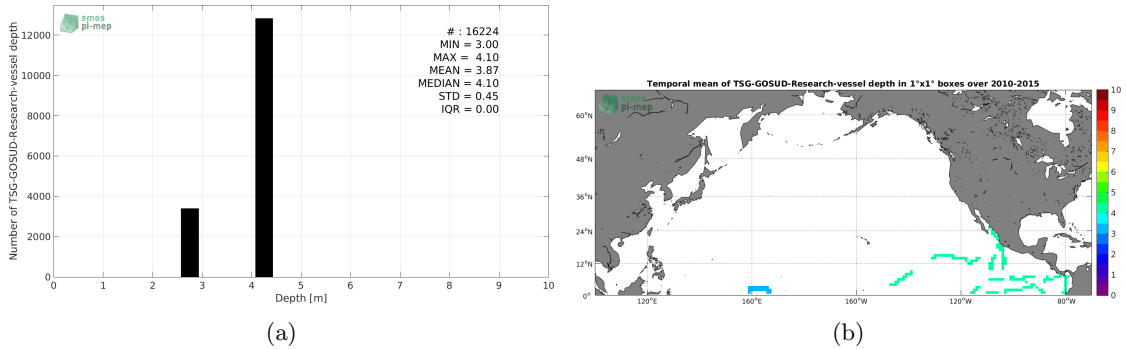 smos
pi-mep
# : 16224
MIN = 3.00
MAX = 4.10
MEAN = 3.87
MEDIAN = 4.10
STD = 0.45
IQR = 0.00
Number of TSG-GOSUD-Research-vessel depth
12000
10000
8000
6000
4000
2000
0
0 1 2 3 4 5 6 7 8 9 10
Depth [m]
(a)
Temporal mean of TSG-GOSUD-Research-vessel depth in 1°x1° boxes over 2010-2015
smos
pi-mep
60°N
48°N
36°N
24°N
12°N
0°
120°E 160°E 160°W 120°W 80°W
10
9
8
7
6
5
4
3
2
1
0
(b)